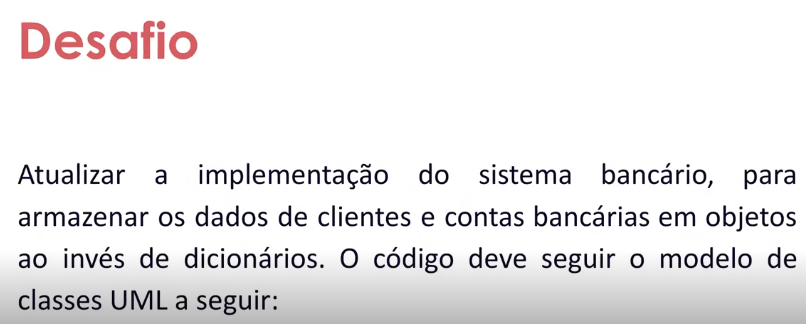 Desafio
Atualizar a implementação do sistema bancário, para
armazenar os dados de clientes e contas bancárias em objetos
ao invés de dicionários. O código deve seguir o modelo de
classes UML a seguir: